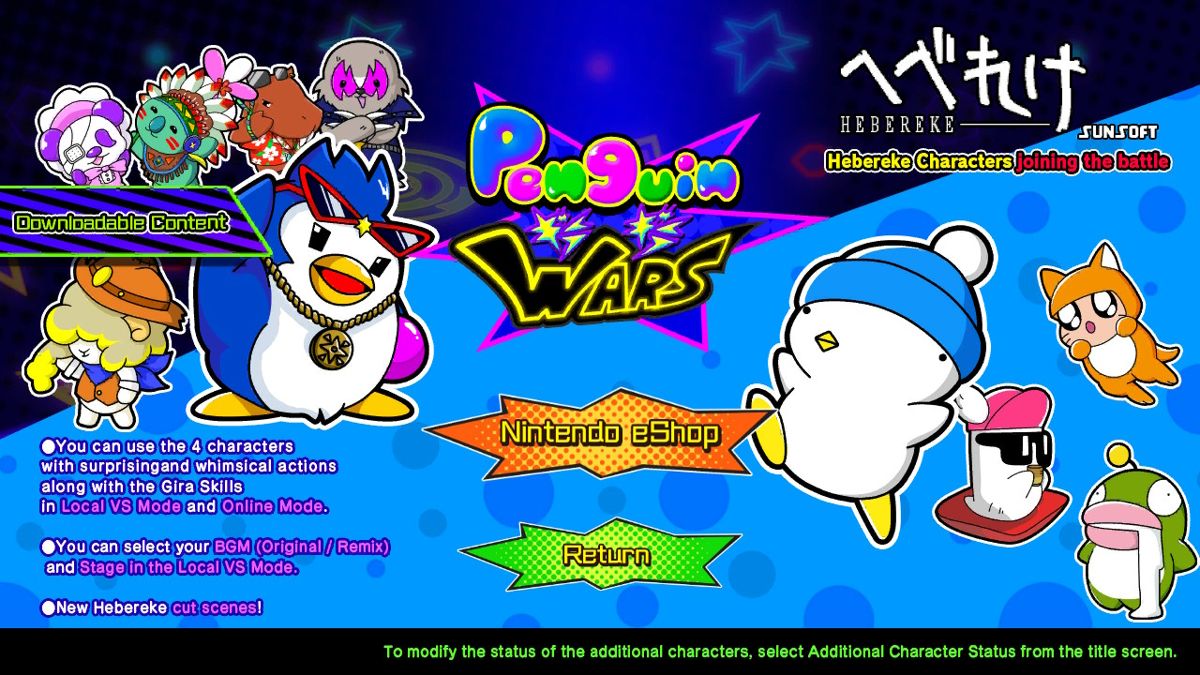 へべれけ
HEBEREKE
SUNSOFT
Hebereke Characters joining the battle
Penguin
WARS
Downloadable Content
Nintendo eShop
Return
●You can use the 4 characters
with surprisingand whimsical actions
along with the Gira Skills
in Local VS Mode and Online Mode.
●You can select your BGM (Original / Remix)
and Stage in the Local VS Mode.
●New Hebereke cut scenes!
To modify the status of the additional characters, select Additional Character Status from the title screen.